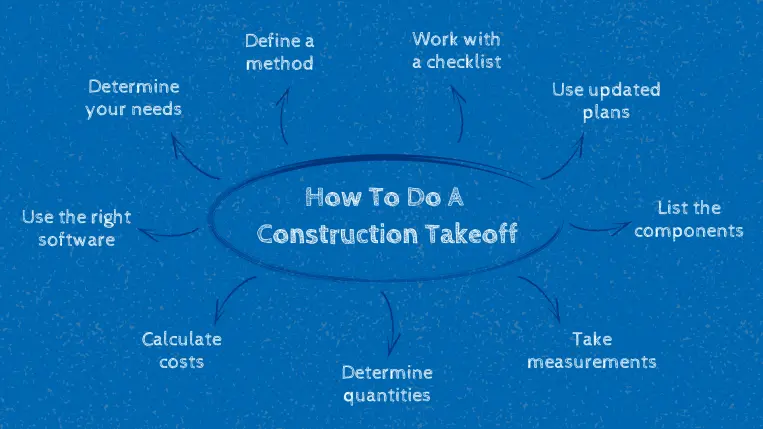 How To Do A
Construction Takeoff
Determine
your needs
Define a
method
Work with
a checklist
Use updated
plans
List the
components
Take
measurements
Determine
quantities
Calculate
costs
Use the right
software